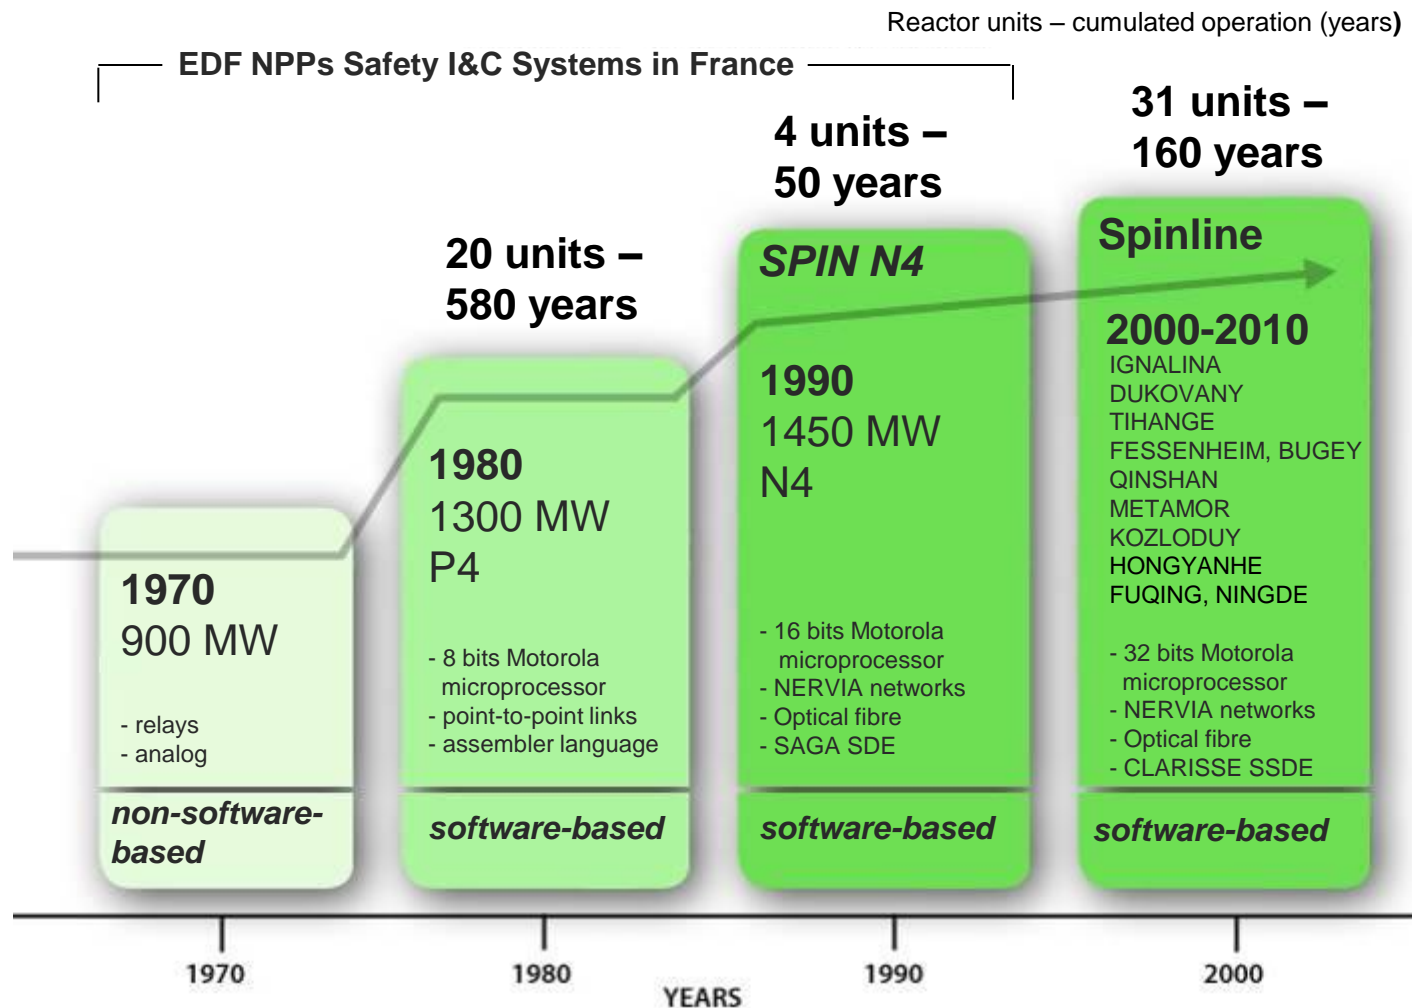 Reactor units – cumulated operation (years)
EDF NPPs Safety I&C Systems in France
31 units –
160 years
4 units –
50 years
20 units –
580 years
1970
900 MW
- relays
- analog
non-software-
based
1980
1300 MW
P4
- 8 bits Motorola
microprocessor
- point-to-point links
- assembler language
software-based
SPIN N4
1990
1450 MW
N4
- 16 bits Motorola
microprocessor
- NERVIA networks
- Optical fibre
- SAGA SDE
software-based
Spinline
2000-2010
IGNALINA
DUKOVANY
TIHANGE
FESSENHEIM, BUGEY
QINSHAN
METAMOR
KOZLODUY
HONGYANHE
FUQING, NINGDE
- 32 bits Motorola
microprocessor
- NERVIA networks
- Optical fibre
- CLARISSE SSDE
software-based
1970
1980
1990
2000
YEARS